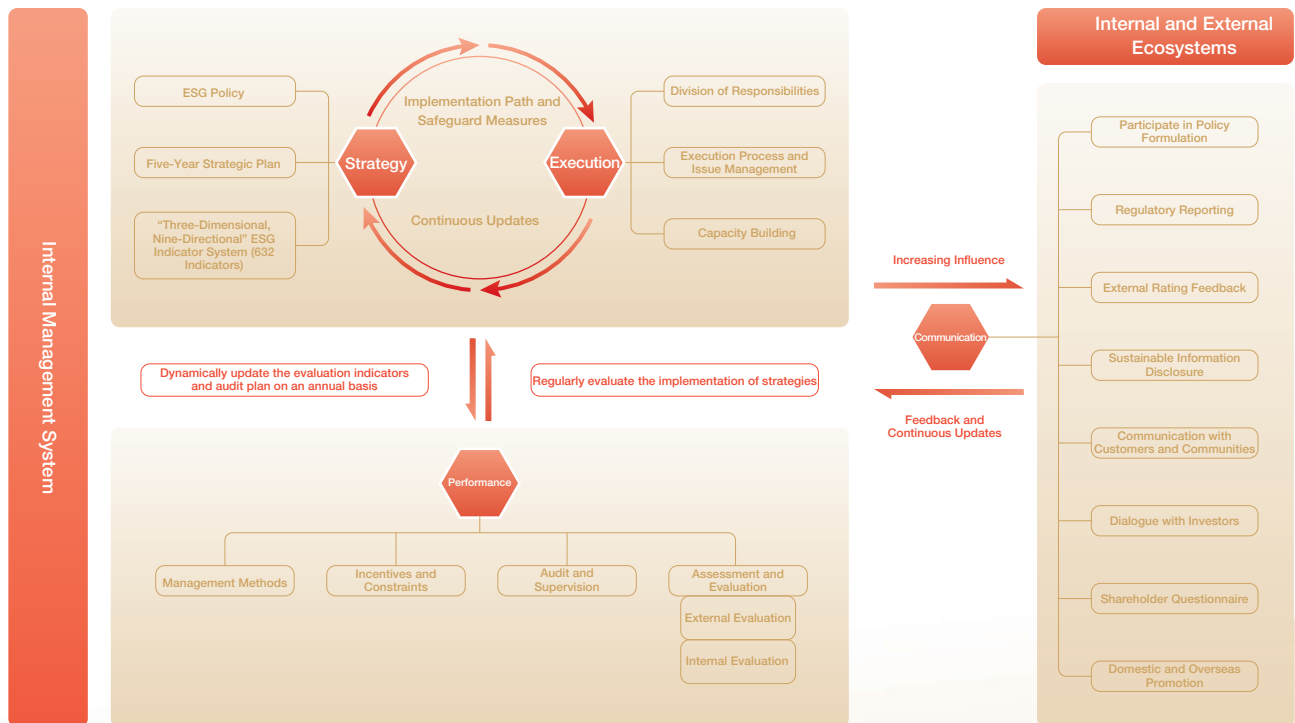 Internal Management System
ESG Policy
Five-Year Strategic Plan
“Three-Dimensional,
Nine-Directional” ESG
Indicator System (632
Indicators)
Strategy
Implementation Path and
Safeguard Measures
Continuous Updates
Execution
Division of Responsibilities
Execution Process and
Issue Management
Capacity Building
Dynamically update the evaluation indicators
and audit plan on an annual basis
Regularly evaluate the implementation of strategies
Performance
Management Methods
Incentives and
Constraints
Audit and
Supervision
Assessment and
Evaluation
External Evaluation
Internal Evaluation
Increasing Influence
Communication
Feedback and
Continuous Updates
Internal and External
Ecosystems
Participate in Policy
Formulation
Regulatory Reporting
External Rating Feedback
Sustainable Information
Disclosure
Communication with
Customers and Communities
Dialogue with Investors
Shareholder Questionnaire
Domestic and Overseas
Promotion